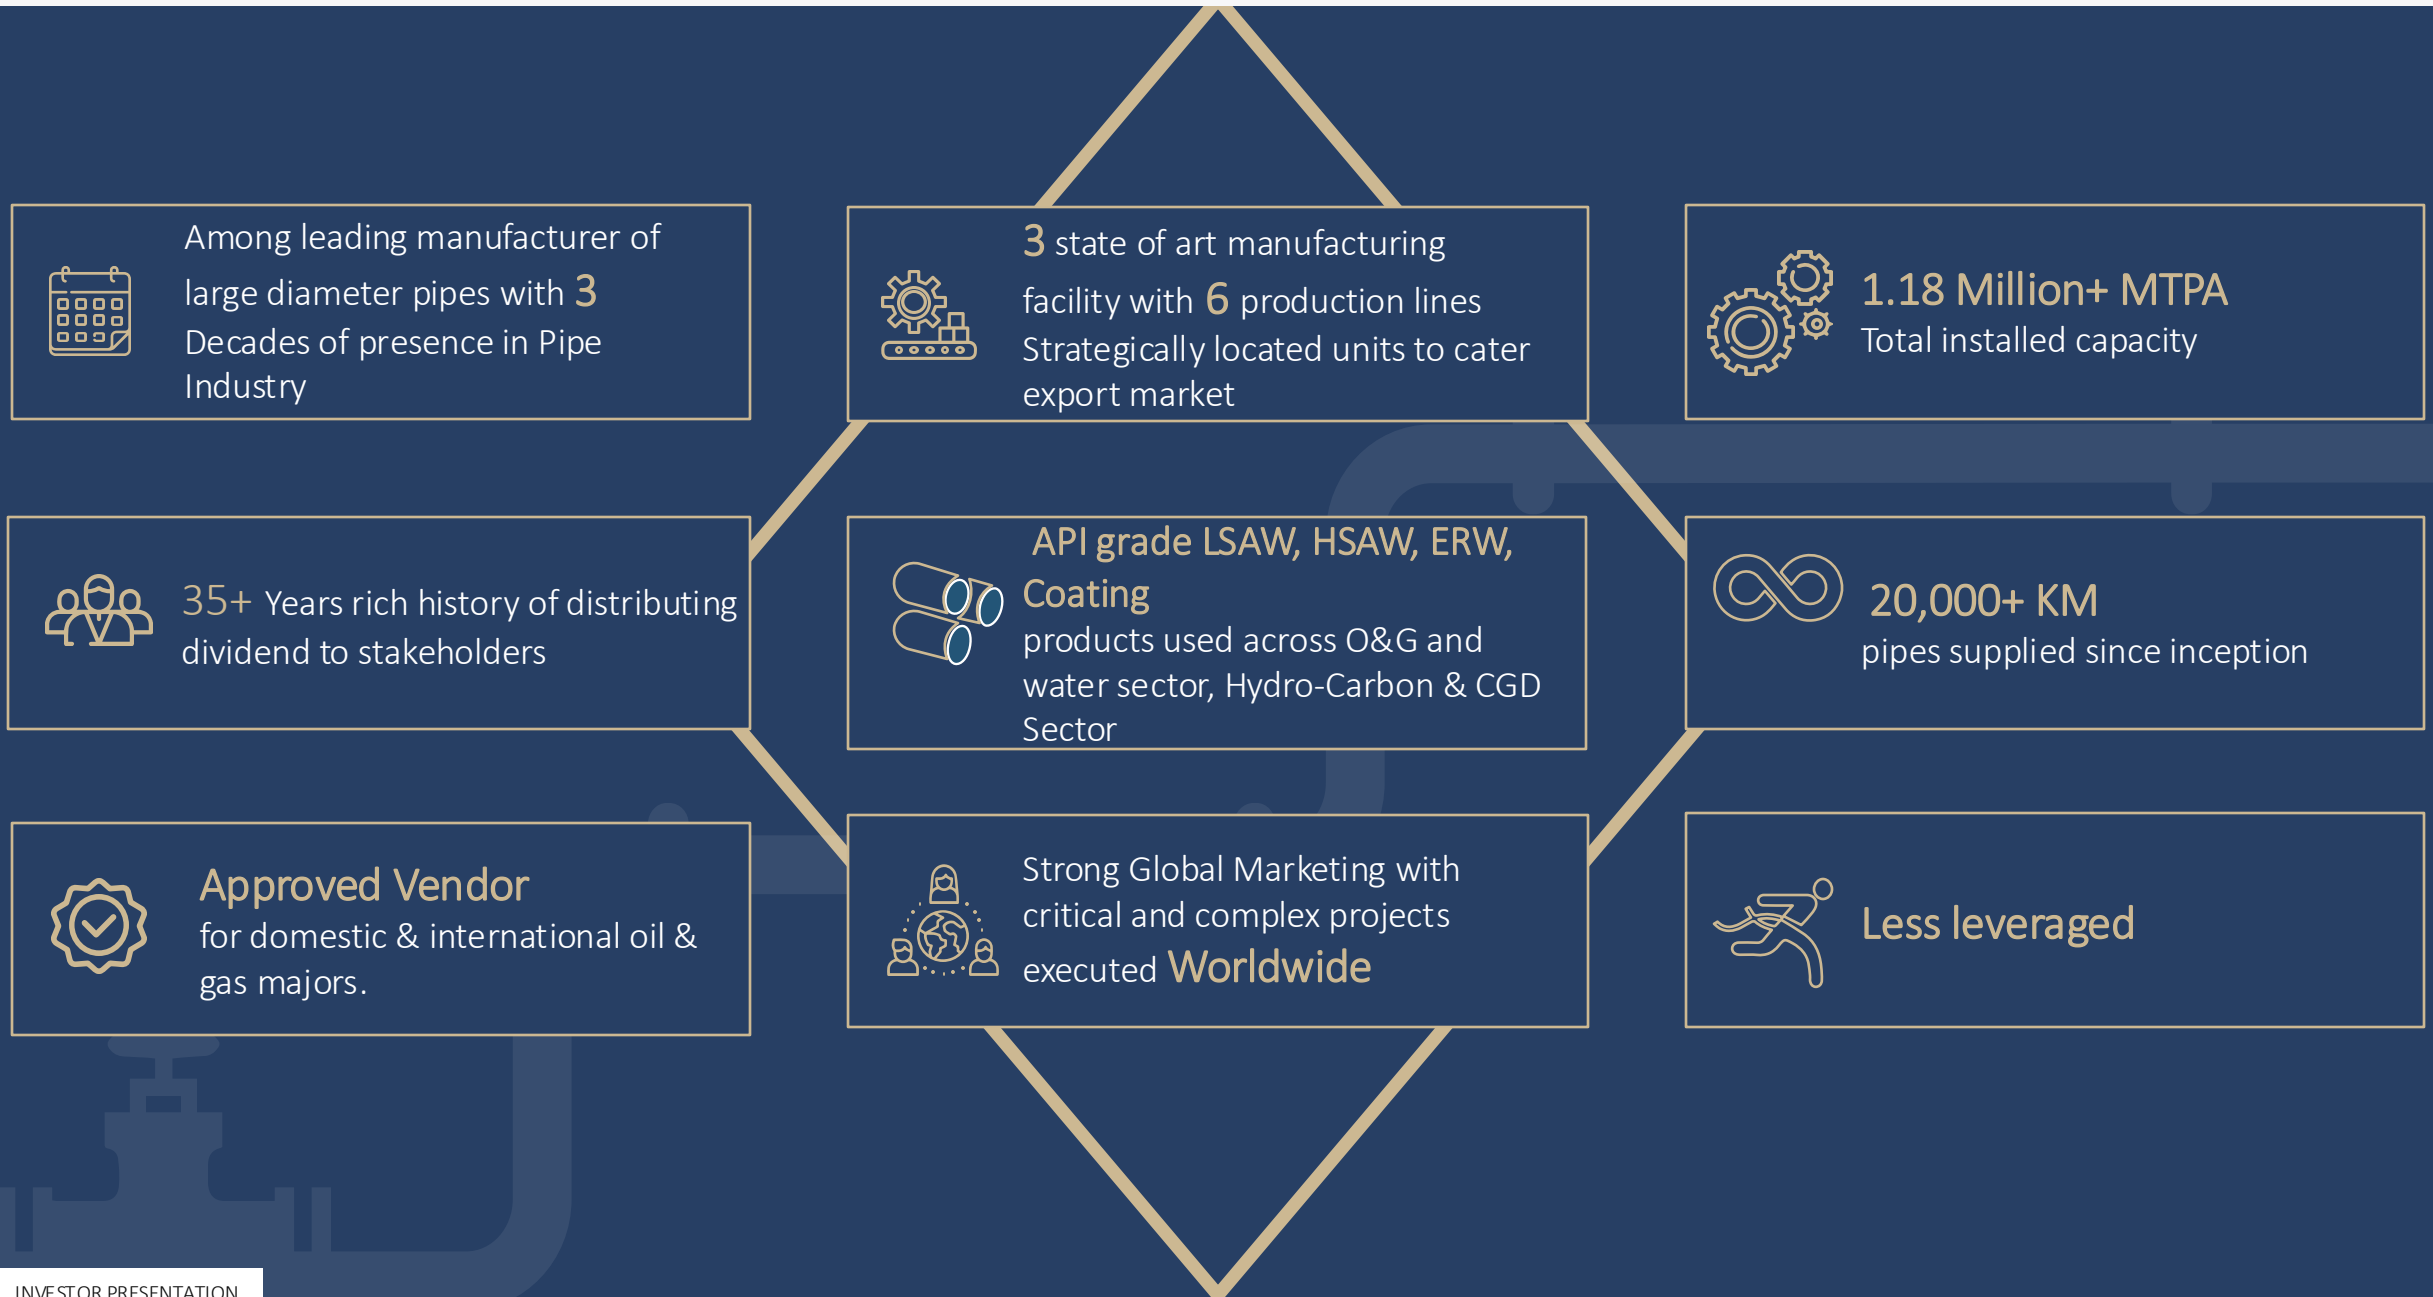 Among leading manufacturer of
large diameter pipes with 3
Decades of presence in Pipe
Industry
3 state of art manufacturing
facility with 6 production lines
Strategically located units to cater
export market
1.18 Million+ MTPA
Total installed capacity
35+ Years rich history of distributing
dividend to stakeholders
API grade LSAW, HSAW, ERW,
Coating
products used across O&G and
water sector, Hydro-Carbon & CGD
Sector
20,000+ KM
pipes supplied since inception
Approved Vendor
for domestic & international oil &
gas majors.
Strong Global Marketing with
critical and complex projects
executed Worldwide
Less leveraged
INVESTOR PRESENTATION